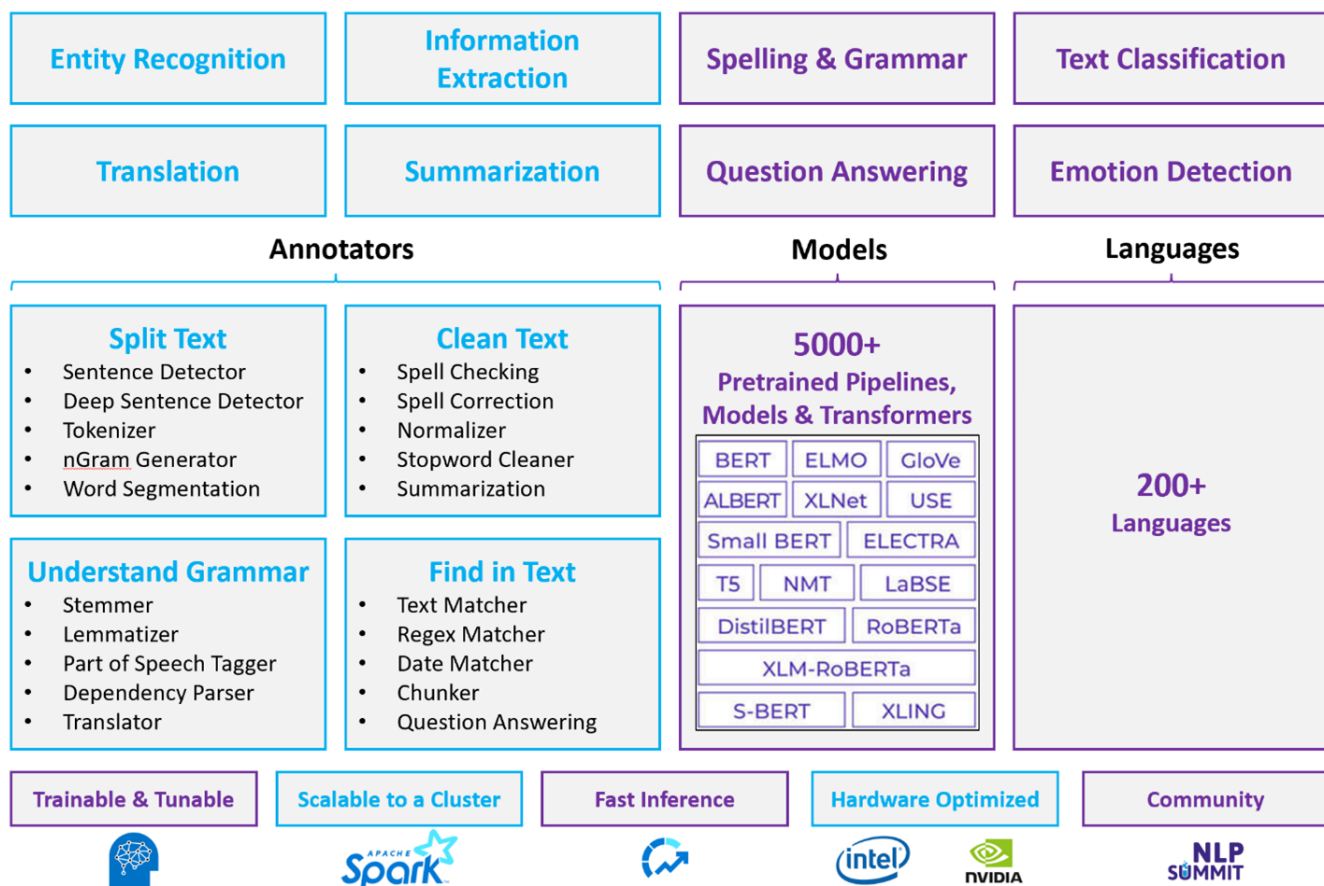 Entity Recognition
Information
Extraction
Spelling & Grammar
Text Classification
Translation
Summarization
Question Answering
Emotion Detection
Annotators
Models
Languages
Split Text
• Sentence Detector
• Deep Sentence Detector
• Tokenizer
• nGram Generator
• Word Segmentation
Clean Text
• Spell Checking
• Spell Correction
• Normalizer
• Stopword Cleaner
• Summarization
Understand Grammar
• Stemmer
• Lemmatizer
• Part of Speech Tagger
• Dependency Parser
• Translator
Find in Text
• Text Matcher
• Regex Matcher
• Date Matcher
• Chunker
• Question Answering
5000+
Pretrained Pipelines,
Models & Transformers
BERT ELMO GloVe
ALBERT XLNet USE
Small BERT ELECTRA
T5 NMT LaBSE
DistilBERT RoBERTa
XLM-RoBERTa
S-BERT XLING
200+
Languages
Trainable & Tunable
Scalable to a Cluster
Fast Inference
Hardware Optimized
Community
APACHE
Spark
intel
NVIDIA
NLP
SUMMIT